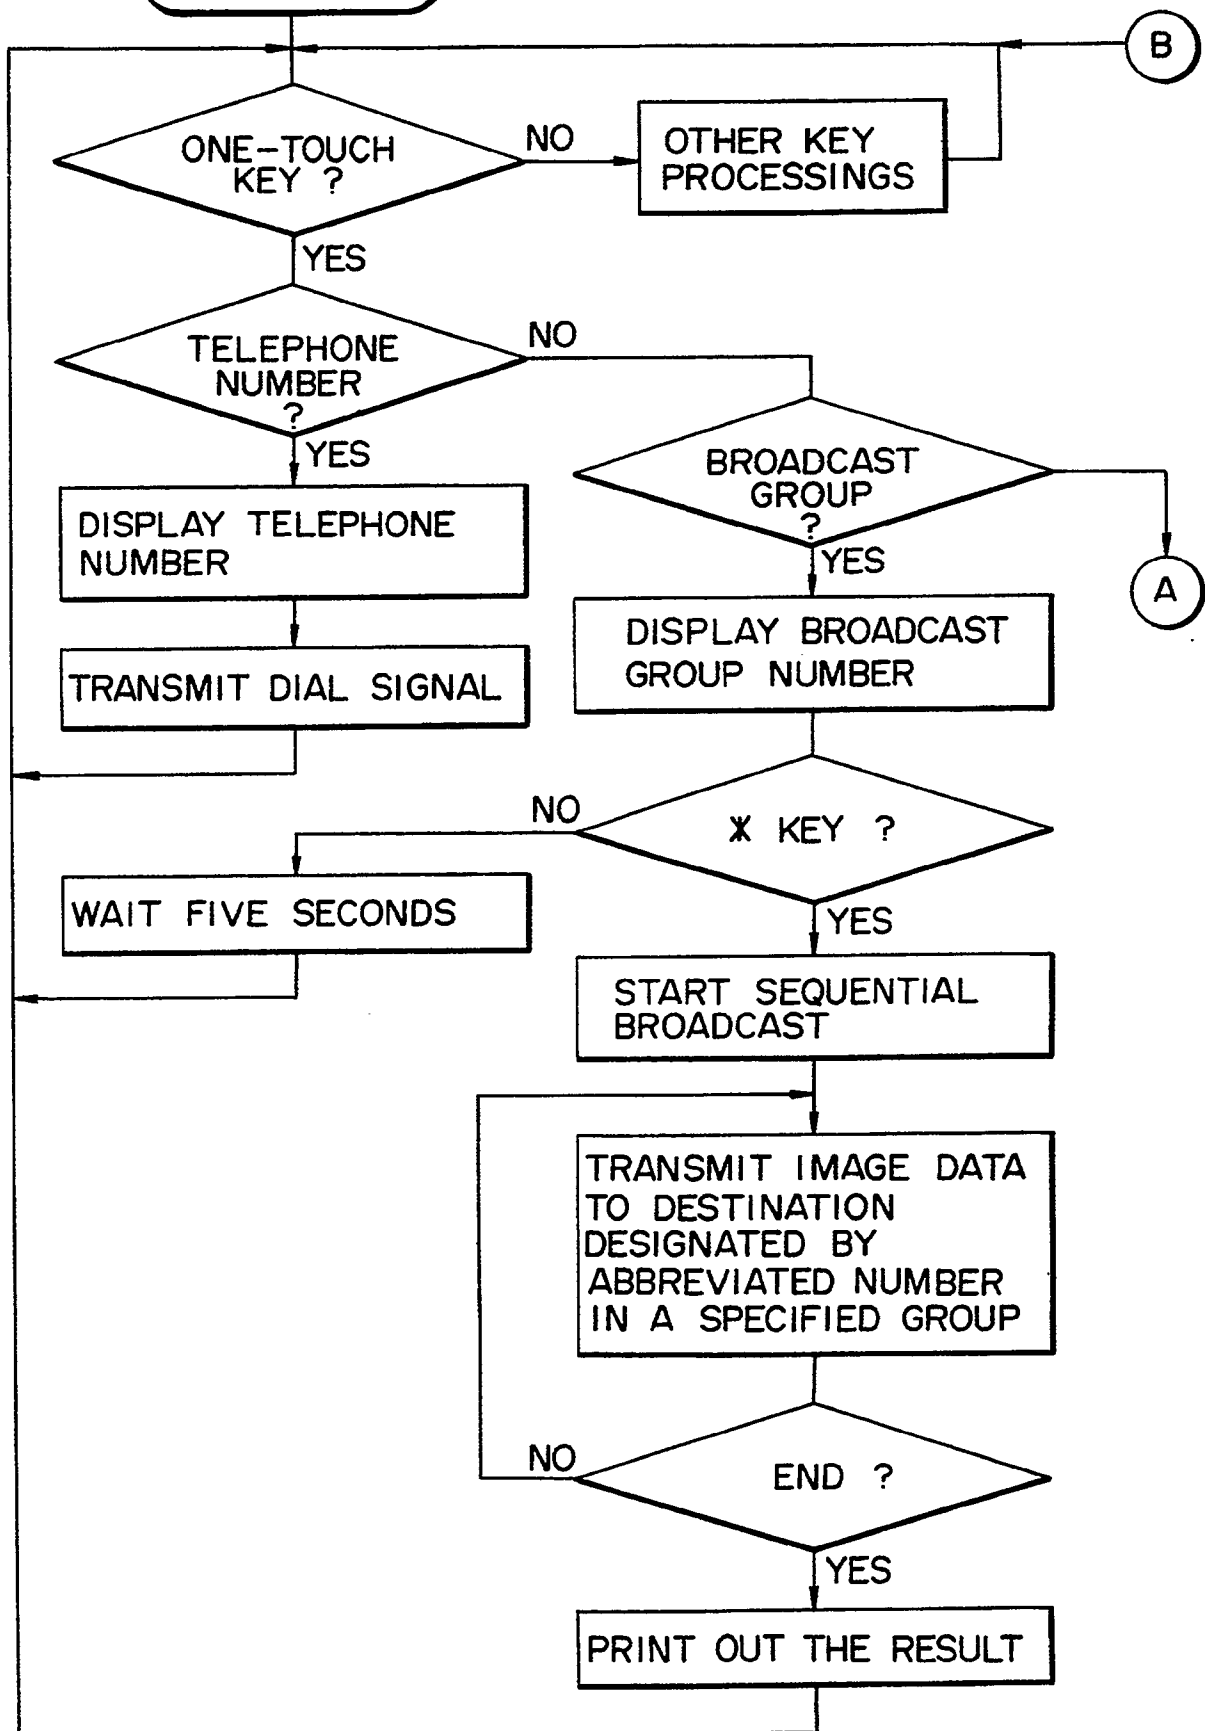 B
ONE-TOUCH
KEY ?
NO
OTHER KEY
PROCESSINGS
YES
TELEPHONE
NUMBER
?
NO
YES
BROADCAST
GROUP
?
DISPLAY TELEPHONE
NUMBER
YES
A
DISPLAY BROADCAST
GROUP NUMBER
TRANSMIT DIAL SIGNAL
NO
* KEY ?
WAIT FIVE SECONDS
YES
START SEQUENTIAL
BROADCAST
TRANSMIT IMAGE DATA
TO DESTINATION
DESIGNATED BY
ABBREVIATED NUMBER
IN A SPECIFIED GROUP
NO
END ?
YES
PRINT OUT THE RESULT